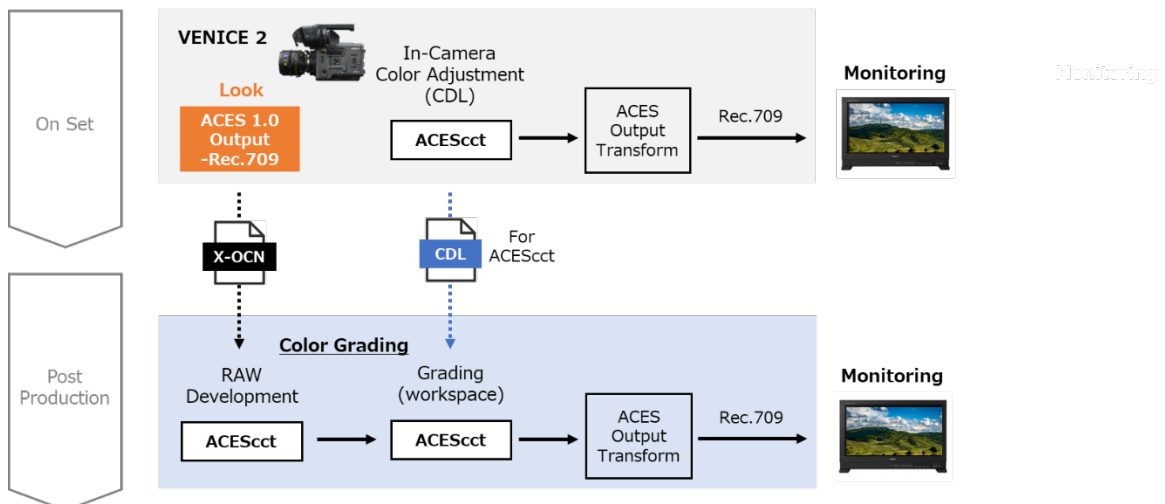 VENICE 2
In-Camera
Color Adjustment
(CDL)
Look
ACES 1.0
Output
-Rec.709
ACEScct
ACES
Output
Transform
Rec.709
Monitoring
Monitoring
On Set
X-OCN
CDL
For
ACEScct
Post
Production
Color Grading
RAW
Development
Grading
(workspace)
ACEScct
ACEScct
ACES
Output
Transform
Rec.709
Monitoring